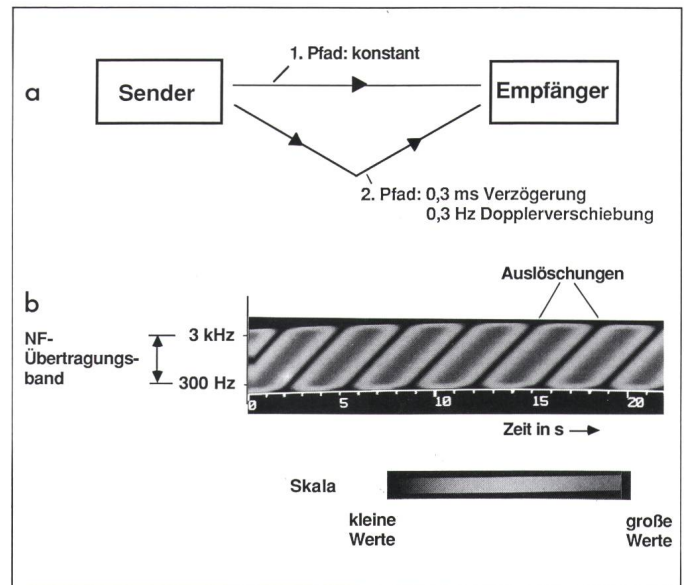 1. Pfad: konstant
a
Sender
Empfänger
2. Pfad: 0,3 ms Verzögerung
0,3 Hz Dopplerverschiebung
Auslöschungen
b
NF-
Übertragungs-
band
3 kHz
300 Hz
0 5 10 15 20
Zeit in s
Skala
kleine
Werte
große
Werte